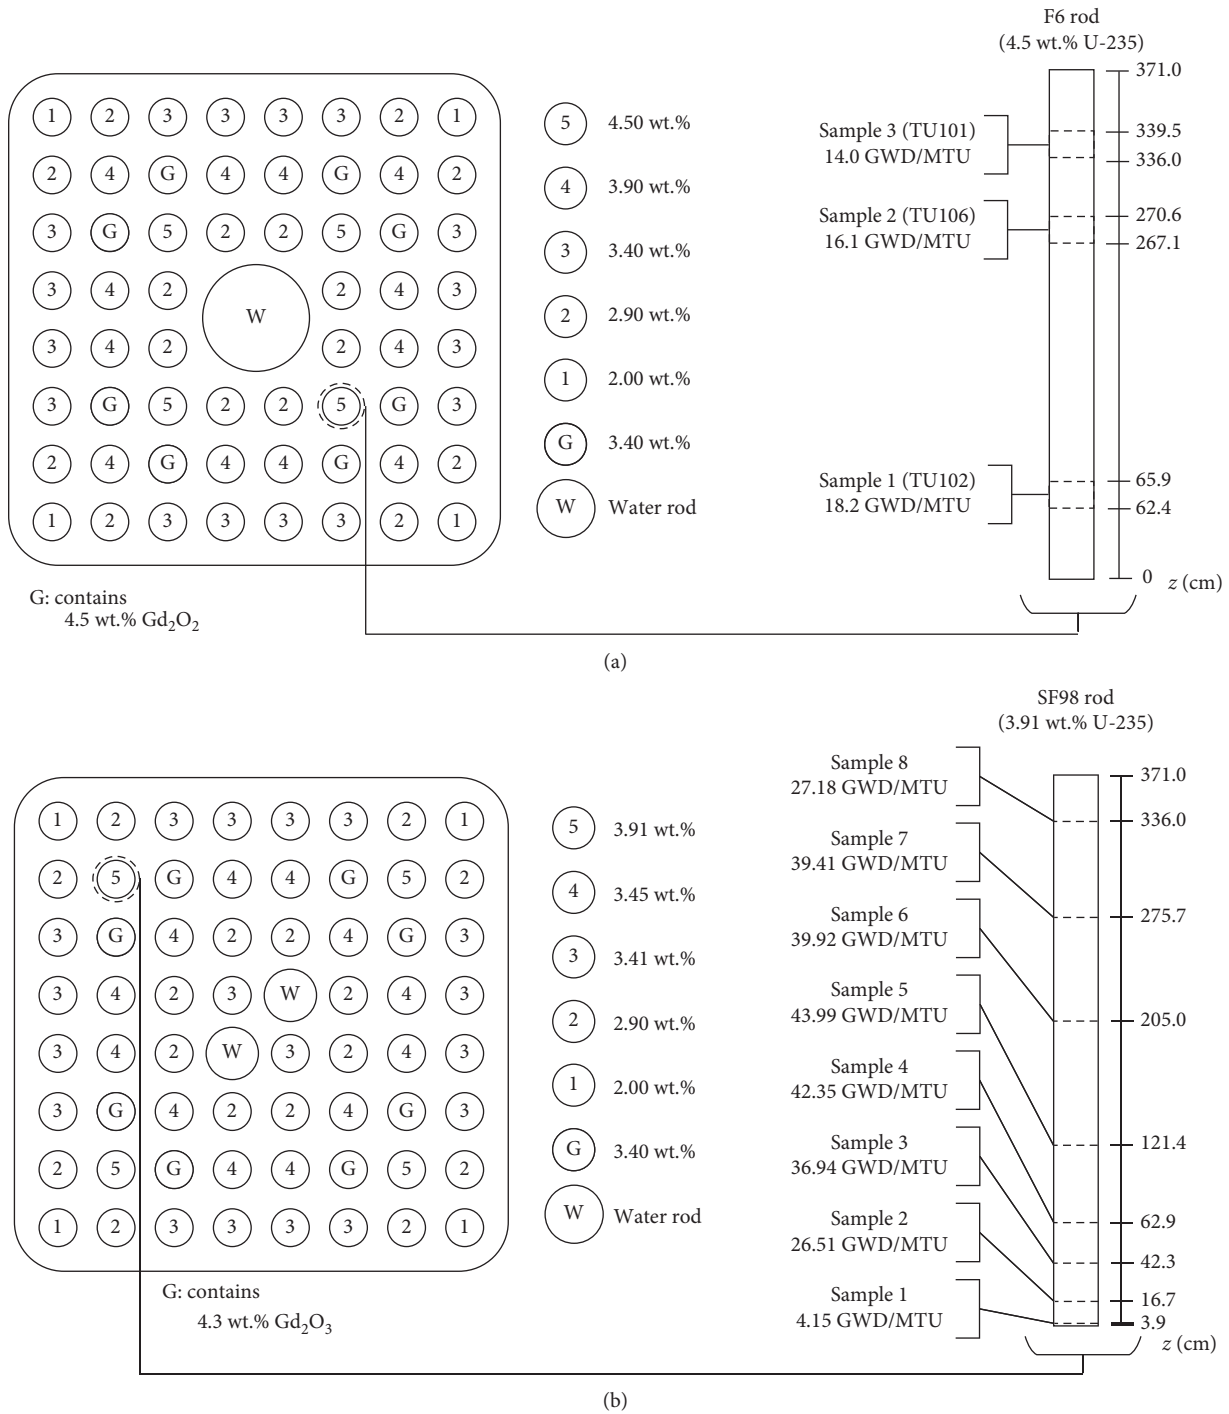 F6 rod
(4.5 wt.% U-235)
1 2 3 3 3 3 2 1
2 4 G 4 4 G 4 2
3 G 5 2 2 5 G 3
3 4 2 2 4 3
W
3 4 2 2 4 3
3 G 5 2 2 5 G 3
2 4 G 4 4 G 4 2
1 2 3 3 3 3 2 1
5 4.50 wt.%
4 3.90 wt.%
3 3.40 wt.%
2 2.90 wt.%
1 2.00 wt.%
G 3.40 wt.%
W Water rod
G: contains
4.5 wt.% Gd2O2
Sample 3 (TU101)
14.0 GWD/MTU
Sample 2 (TU106)
16.1 GWD/MTU
Sample 1 (TU102)
18.2 GWD/MTU
371.0
339.5
336.0
270.6
267.1
65.9
62.4
0
z (cm)
(a)
SF98 rod
(3.91 wt.% U-235)
1 2 3 3 3 3 2 1
2 5 G 4 4 G 5 2
3 G 4 2 2 4 G 3
3 4 2 3 W 2 4 3
3 4 2 W 3 2 4 3
3 G 4 2 2 4 G 3
2 5 G 4 4 G 5 2
1 2 3 3 3 3 2 1
5 3.91 wt.%
4 3.45 wt.%
3 3.41 wt.%
2 2.90 wt.%
1 2.00 wt.%
G 3.40 wt.%
W Water rod
G: contains
4.3 wt.% Gd2O3
Sample 8
27.18 GWD/MTU
Sample 7
39.41 GWD/MTU
Sample 6
39.92 GWD/MTU
Sample 5
43.99 GWD/MTU
Sample 4
42.35 GWD/MTU
Sample 3
36.94 GWD/MTU
Sample 2
26.51 GWD/MTU
Sample 1
4.15 GWD/MTU
371.0
336.0
275.7
205.0
121.4
62.9
42.3
16.7
3.9
z (cm)
(b)